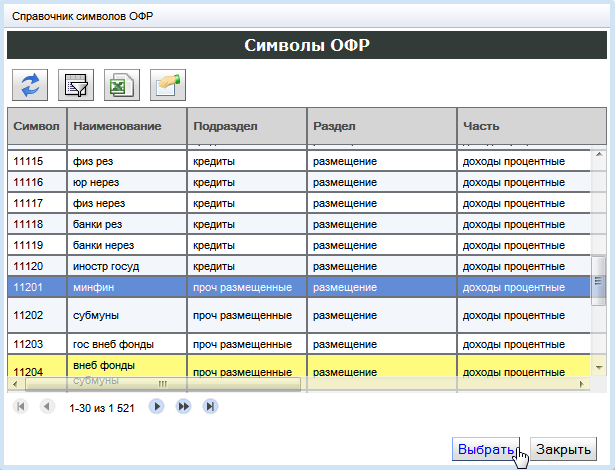 Справочник символов ОФР
Символы ОФР
Символ Наименование Подраздел Раздел Часть
11115 физ рез кредиты размещение доходы процентные
11116 юр нерез кредиты размещение доходы процентные
11117 физ нерез кредиты размещение доходы процентные
11118 банки рез кредиты размещение доходы процентные
11119 банки нерез кредиты размещение доходы процентные
11120 иностр госуд кредиты размещение доходы процентные
11201 минфин проч размещенные размещение доходы процентные
11202 субмуны проч размещенные размещение доходы процентные
11203 гос внеб фонды проч размещенные размещение доходы процентные
11204 внеб фонды субмуны проч размещенные размещение доходы процентные
1-30 из 1 521
Выбрать Закрыть